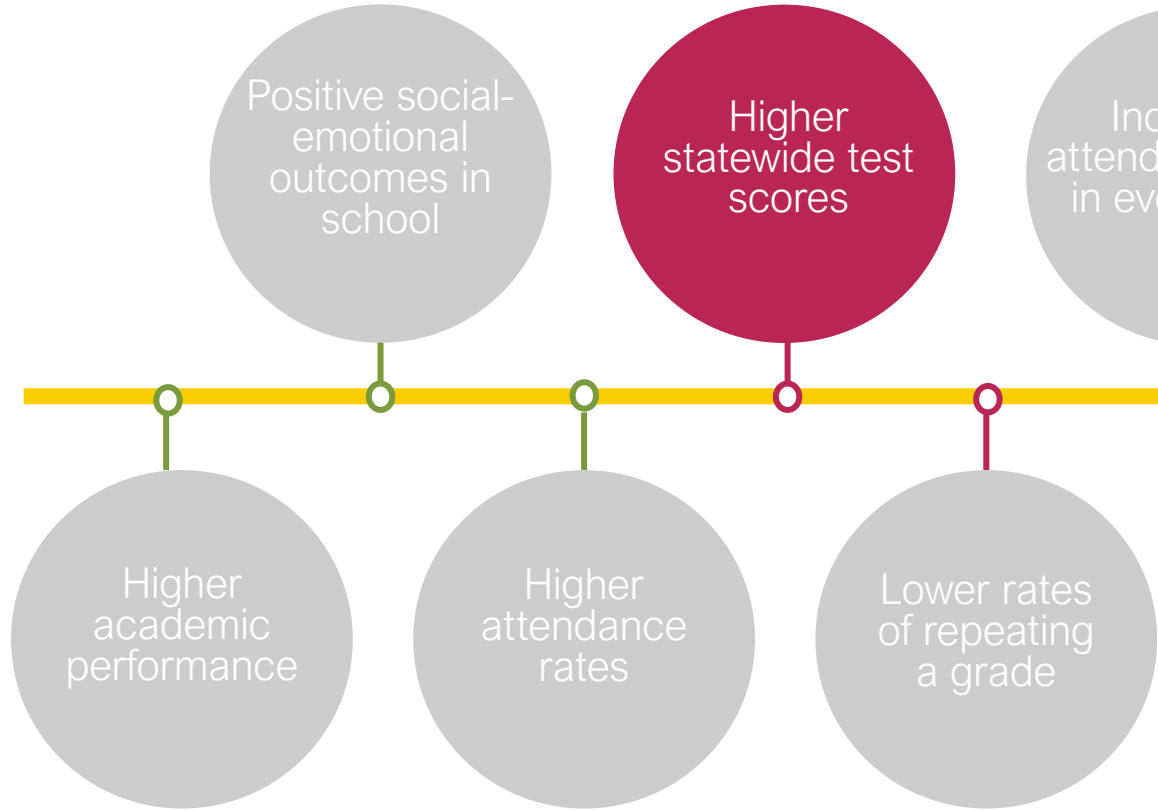 Positive social-
emotional
outcomes in
school
Higher
statewide test
scores
in
Higher
academic
performance
Higher
attendance
rates
Lower rates
of repeating
a grade